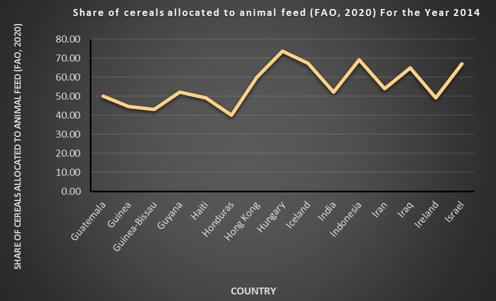 Share of cereals allocated to animal feed (FAO, 2020) For the Year 2014
SHARE OF CEREALS ALLOCATED TO ANIMAL FEED (FAO, 2020)
80.00
70.00
60.00
50.00
40.00
30.00
20.00
10.00
0.00
Guatemala
Guinea
Guinea-Bissau
Guyana
Haiti
Honduras
Hong Kong
Hungary
Iceland
India
Indonesia
Iran
Iraq
Ireland
Israel
COUNTRY